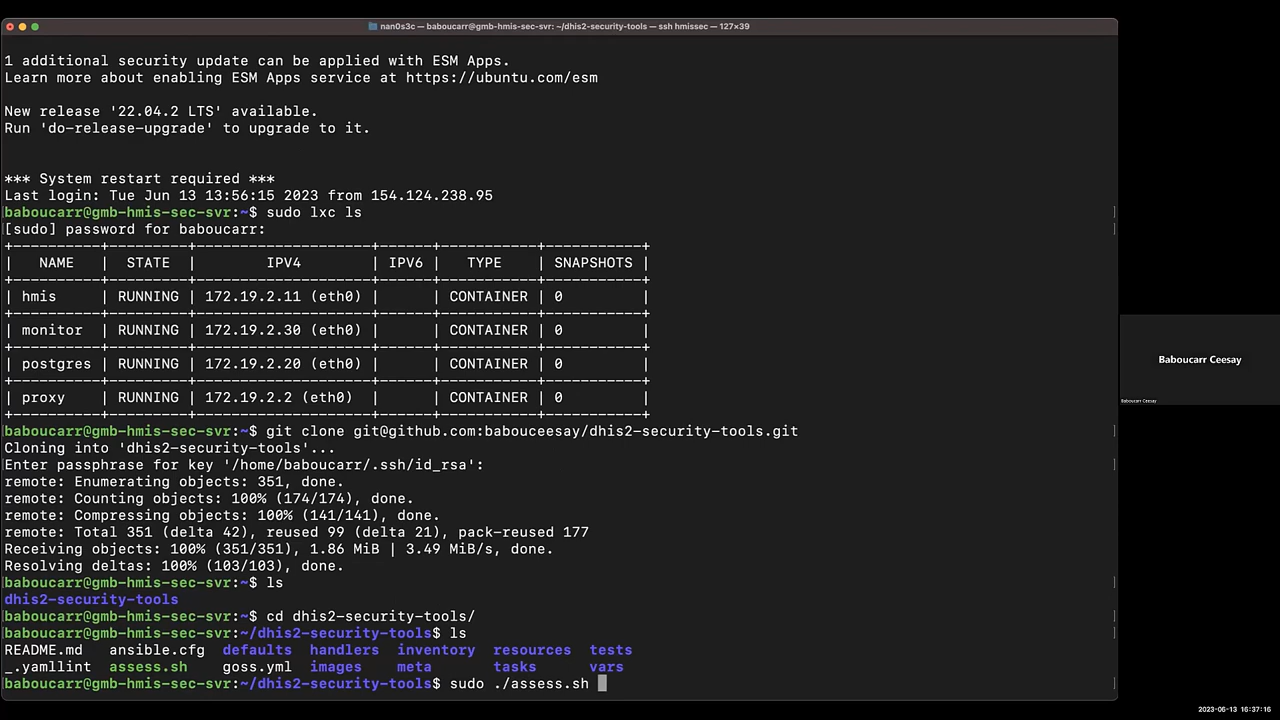 nan0s3c — baboucarr@gmb-hmis-sec-svr: ~/dhis2-security-tools — ssh hmissec — 127×39
1 additional security update can be applied with ESM Apps.
Learn more about enabling ESM Apps service at https://ubuntu.com/esm
New release '22.04.2 LTS' available.
Run 'do-release-upgrade' to upgrade to it.
*** System restart required ***
Last login: Tue Jun 13 13:56:15 2023 from 154.124.238.95
baboucarr@gmb-hmis-sec-svr:~$ sudo lxc ls
[sudo] password for baboucarr:
+----------+---------+-------------------+------+-----------+-----------+
|   NAME   |  STATE  |       IPV4        | IPV6 |   TYPE    | SNAPSHOTS |
+----------+---------+-------------------+------+-----------+-----------+
| hmis     | RUNNING | 172.19.2.11 (eth0) |      | CONTAINER | 0         |
+----------+---------+-------------------+------+-----------+-----------+
| monitor  | RUNNING | 172.19.2.30 (eth0) |      | CONTAINER | 0         |
+----------+---------+-------------------+------+-----------+-----------+
| postgres | RUNNING | 172.19.2.20 (eth0) |      | CONTAINER | 0         |
+----------+---------+-------------------+------+-----------+-----------+
| proxy    | RUNNING | 172.19.2.2 (eth0)  |      | CONTAINER | 0         |
+----------+---------+-------------------+------+-----------+-----------+
baboucarr@gmb-hmis-sec-svr:~$ git clone git@github.com:babouceesay/dhis2-security-tools.git
Cloning into 'dhis2-security-tools'...
Enter passphrase for key '/home/baboucarr/.ssh/id_rsa':
remote: Enumerating objects: 351, done.
remote: Counting objects: 100% (174/174), done.
remote: Compressing objects: 100% (141/141), done.
remote: Total 351 (delta 42), reused 99 (delta 21), pack-reused 177
Receiving objects: 100% (351/351), 1.86 MiB | 3.49 MiB/s, done.
Resolving deltas: 100% (103/103), done.
baboucarr@gmb-hmis-sec-svr:~$ ls
dhis2-security-tools
baboucarr@gmb-hmis-sec-svr:~$ cd dhis2-security-tools/
baboucarr@gmb-hmis-sec-svr:~/dhis2-security-tools$ ls
README.md   ansible.cfg  defaults  handlers  inventory  resources  tests
_.yamllint  assess.sh    goss.yml  images    meta       tasks      vars
baboucarr@gmb-hmis-sec-svr:~/dhis2-security-tools$ sudo ./assess.sh
Baboucarr Ceesay
Baboucarr Ceesay
2023-06-13 16:37:16